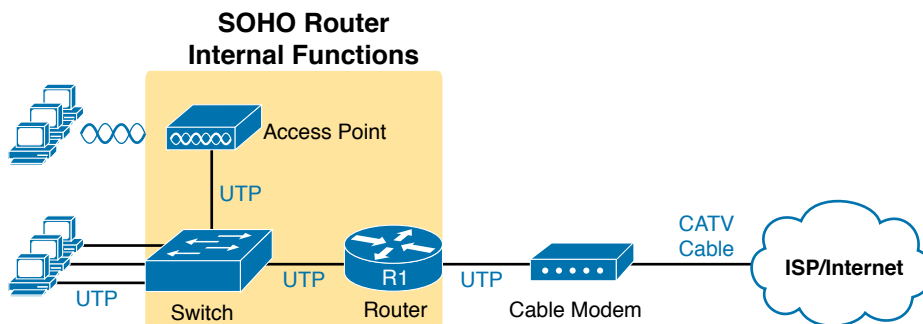 SOHO Router
Internal Functions
Access Point
UTP
CATV
Cable
UTP
R1
UTP
ISP/Internet
UTP
Switch
Router
Cable Modem